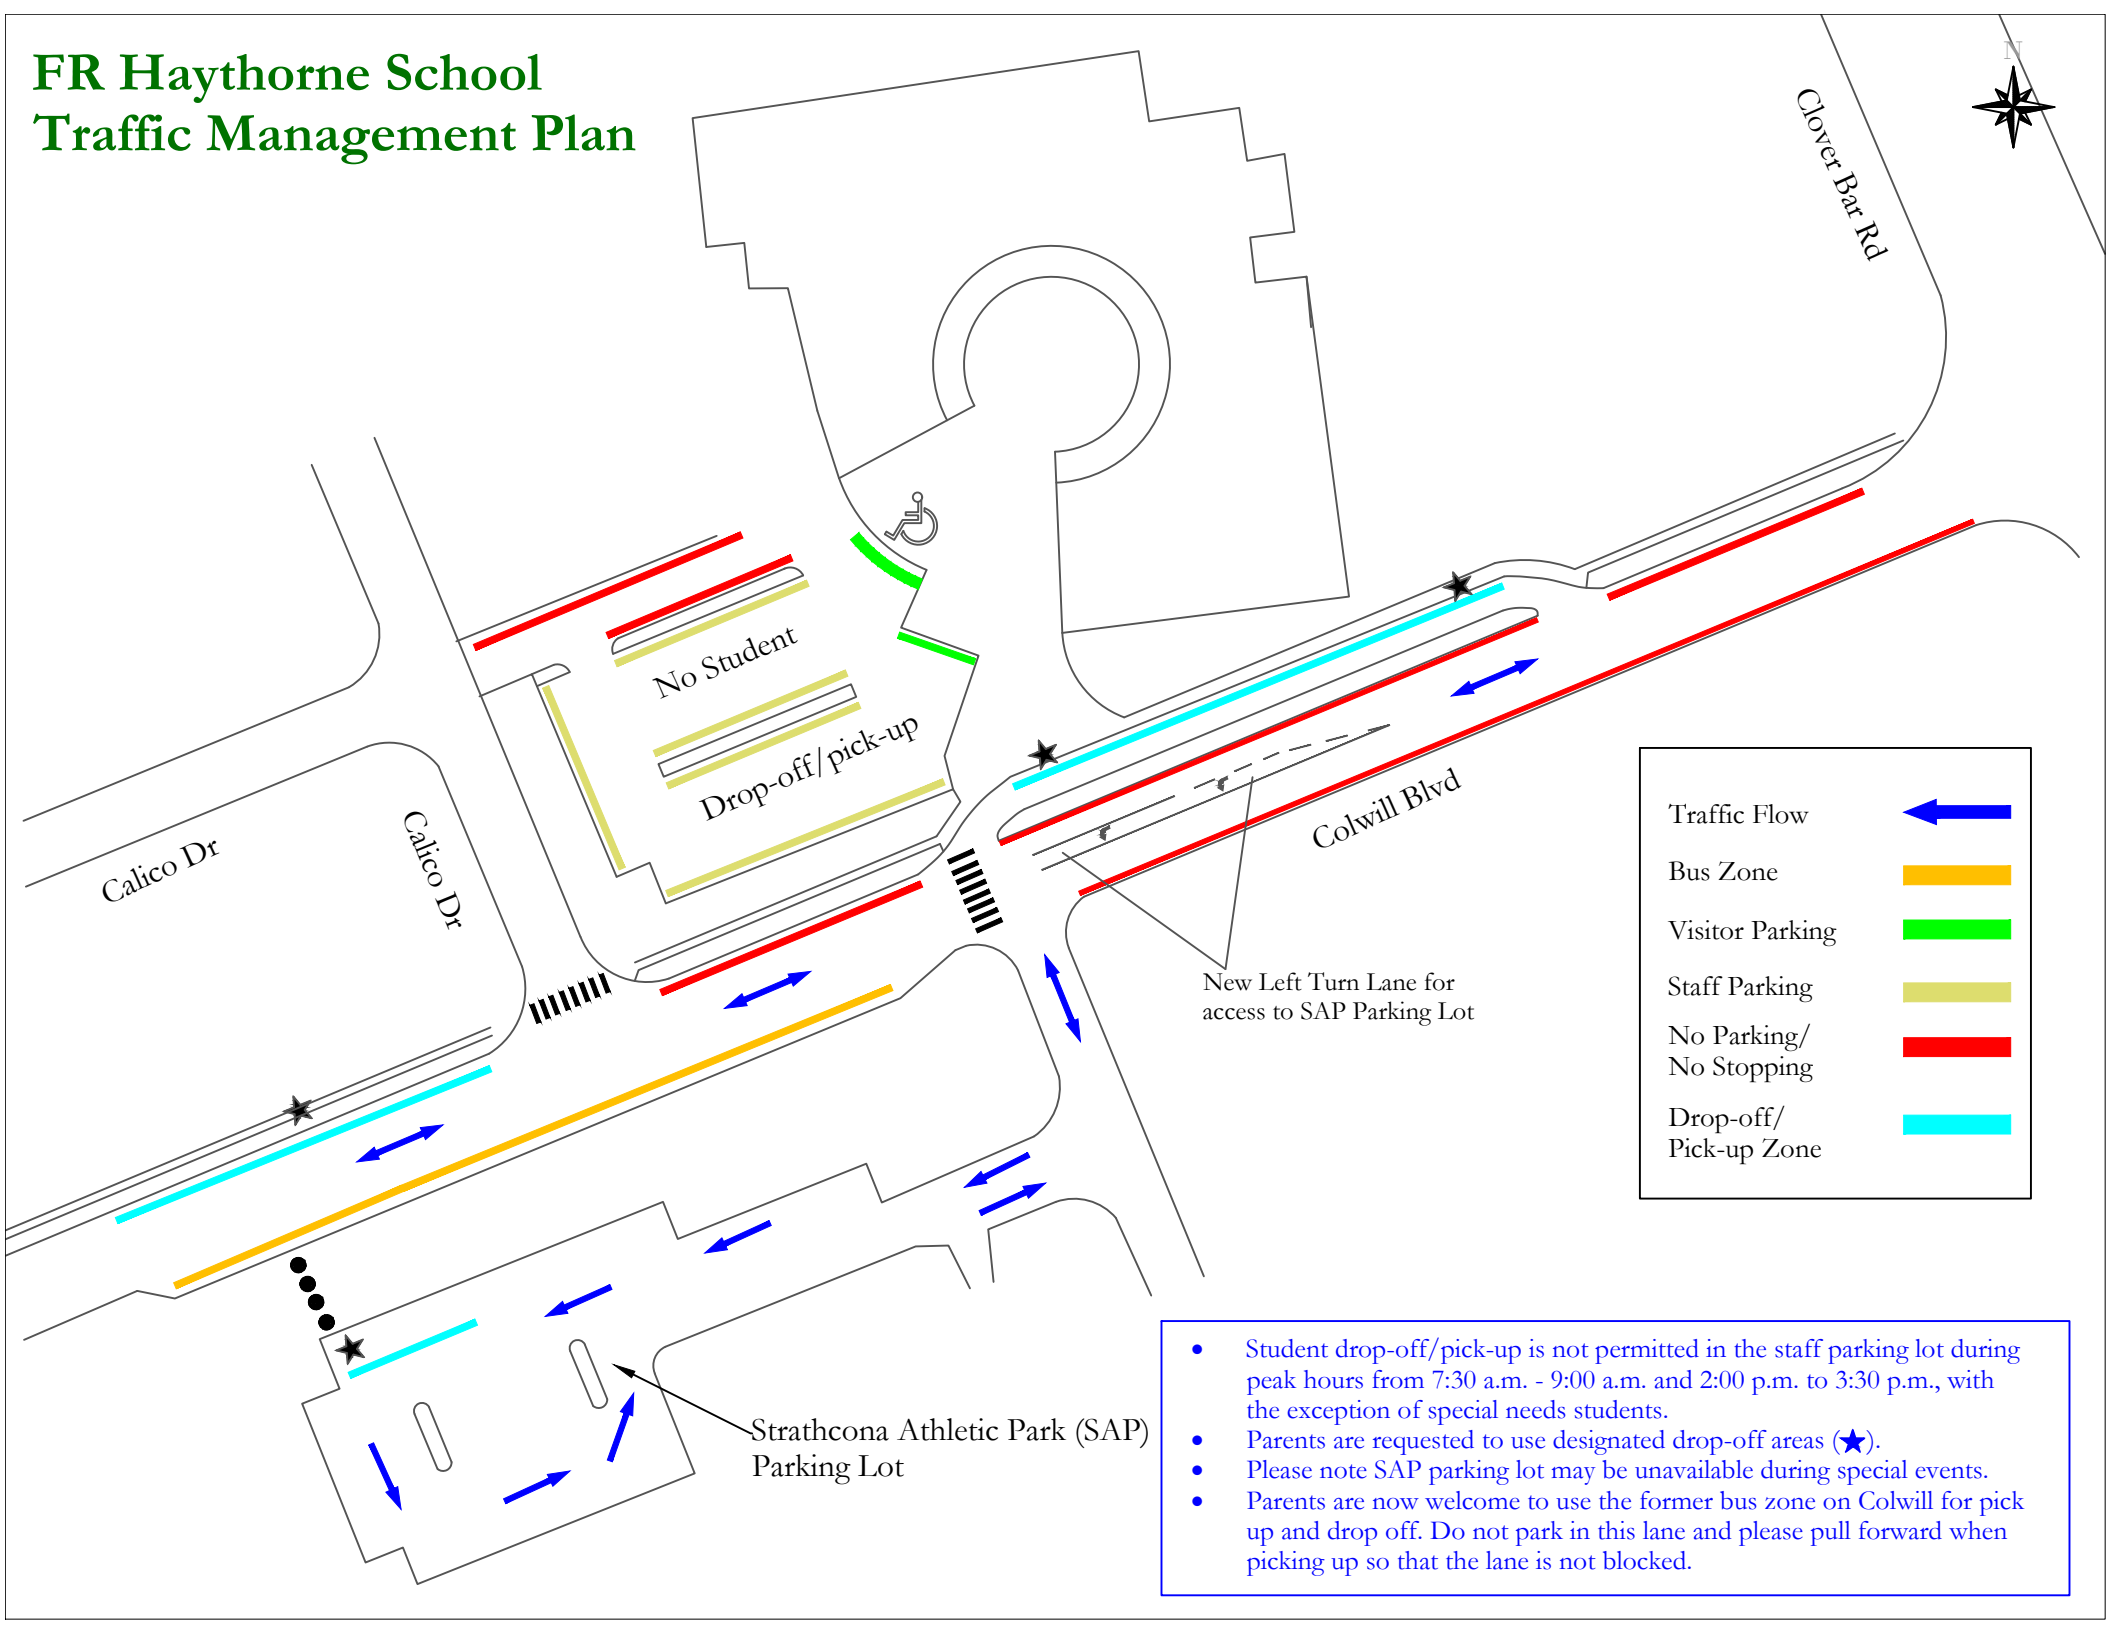 FR Haythorne School
Traffic Management Plan
N
Clover Bar Rd
No Student
Drop-off/pick-up
Calico Dr
Calico Dr
Colwill Blvd
New Left Turn Lane for
access to SAP Parking Lot
Traffic Flow
Bus Zone
Visitor Parking
Staff Parking
No Parking/
No Stopping
Drop-off/
Pick-up Zone
Strathcona Athletic Park (SAP)
Parking Lot
• Student drop-off/pick-up is not permitted in the staff parking lot during
peak hours from 7:30 a.m. - 9:00 a.m. and 2:00 p.m. to 3:30 p.m., with
the exception of special needs students.
• Parents are requested to use designated drop-off areas (★).
• Please note SAP parking lot may be unavailable during special events.
• Parents are now welcome to use the former bus zone on Colwill for pick
up and drop off. Do not park in this lane and please pull forward when
picking up so that the lane is not blocked.